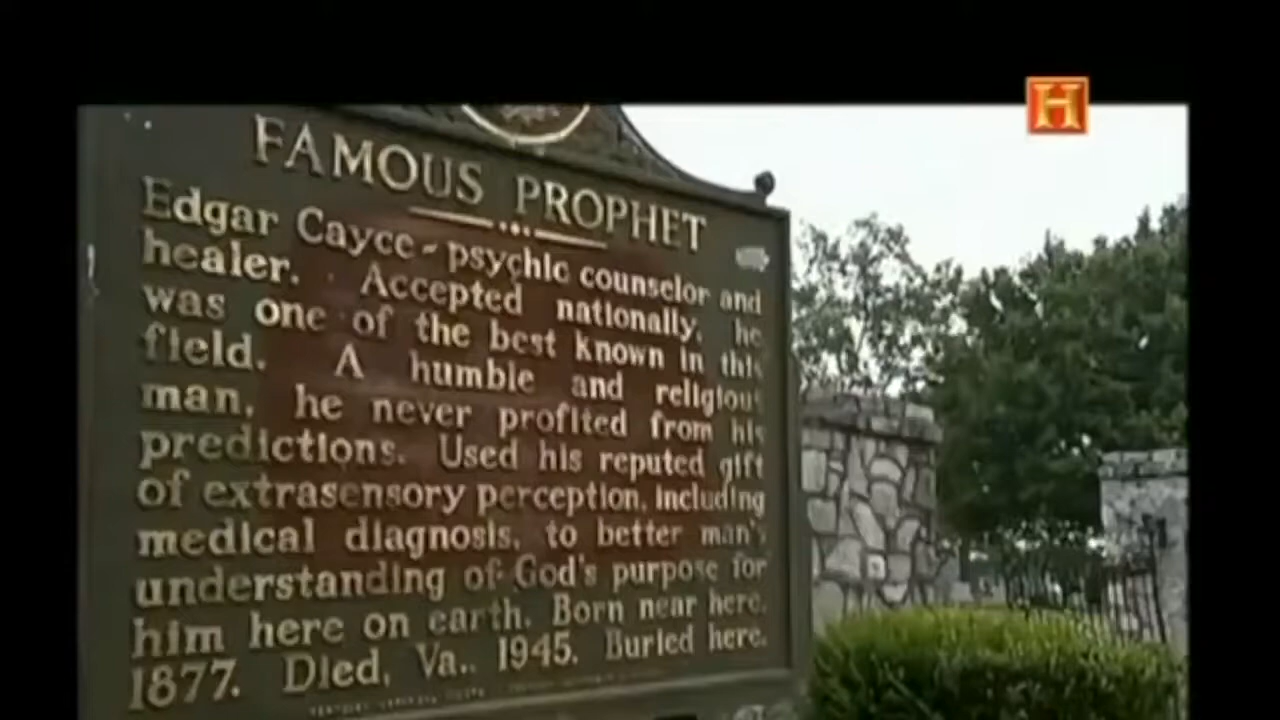 H
FAMOUS PROPHET
Edgar Cayce - psychic counselor and
healer. Accepted nationally, he
was one of the best known in this
field. A humble and religious
man, he never profited from his
predictions. Used his reputed gift
of extrasensory perception, including
medical diagnosis, to better man's
understanding of God's purpose for
him here on earth. Born near here,
1877. Died, Va., 1945. Buried here.